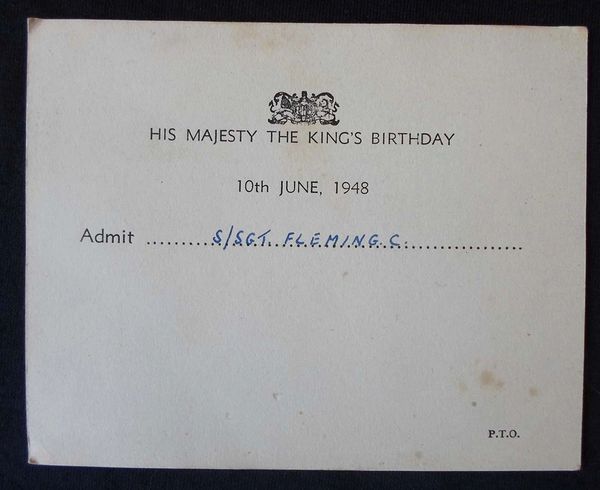 HIS MAJESTY THE KING'S BIRTHDAY
10th JUNE, 1948
Admit ..........S/SGT. FLEMING. C. ..................
P.T.O.